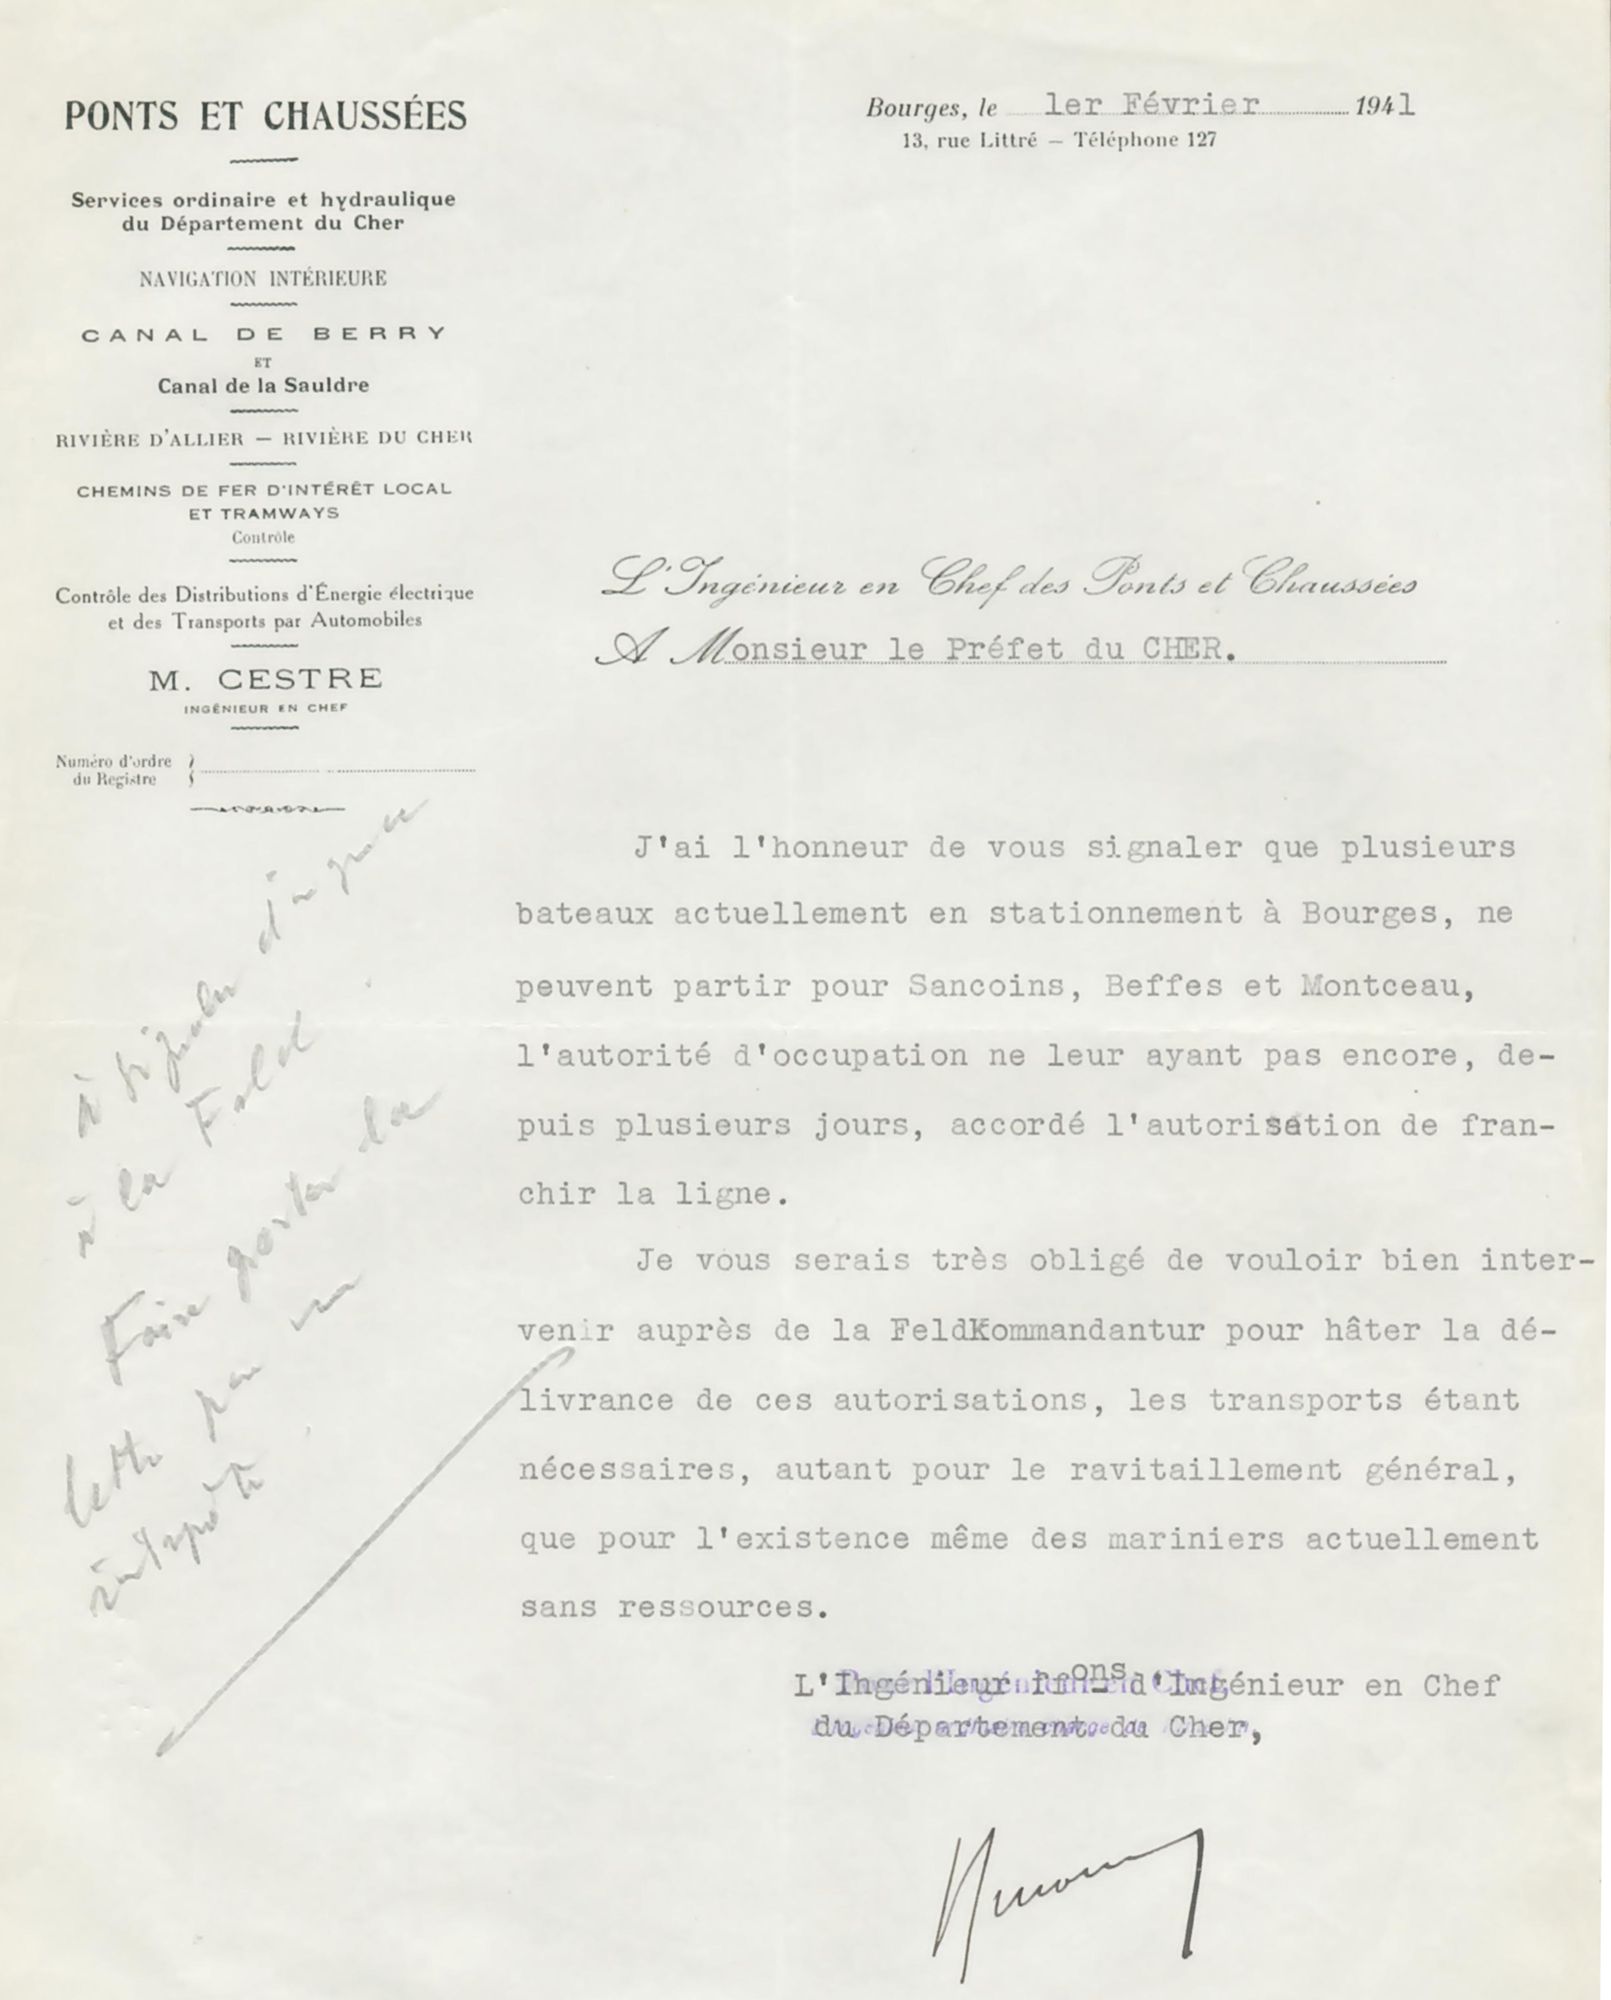 PONTS ET CHAUSSÉES
Services ordinaire et hydraulique
du Département du Cher
NAVIGATION INTÉRIEURE
CANAL DE BERRY
ET
Canal de la Sauldre
RIVIÈRE D'ALLIER — RIVIÈRE DU CHER
CHEMINS DE FER D'INTÉRÊT LOCAL
ET TRAMWAYS
Contrôle
Contrôle des Distributions d'Énergie électrique
et des Transports par Automobiles
M. CESTRE
INGÉNIEUR EN CHEF
Numéro d'ordre
du Registre
Bourges, le 1er Février 1941
13, rue Littré — Téléphone 127
L'Ingénieur en Chef des Ponts et Chaussées
A Monsieur le Préfet du CHER.
J'ai l'honneur de vous signaler que plusieurs
bateaux actuellement en stationnement à Bourges, ne
peuvent partir pour Sancoins, Beffes et Montceau,
l'autorité d'occupation ne leur ayant pas encore, de-
puis plusieurs jours, accordé l'autorisation de fran-
chir la ligne.
Je vous serais très obligé de vouloir bien inter-
venir auprès de la FeldKommandantur pour hâter la dé-
livrance de ces autorisations, les transports étant
nécessaires, autant pour le ravitaillement général,
que pour l'existence même des mariniers actuellement
sans ressources.
L'Ingénieur ff ons d'Ingénieur en Chef
du Département du Cher,
à signaler d'urgence
à la Feld.
Faire porter la
lettre par un
interprète